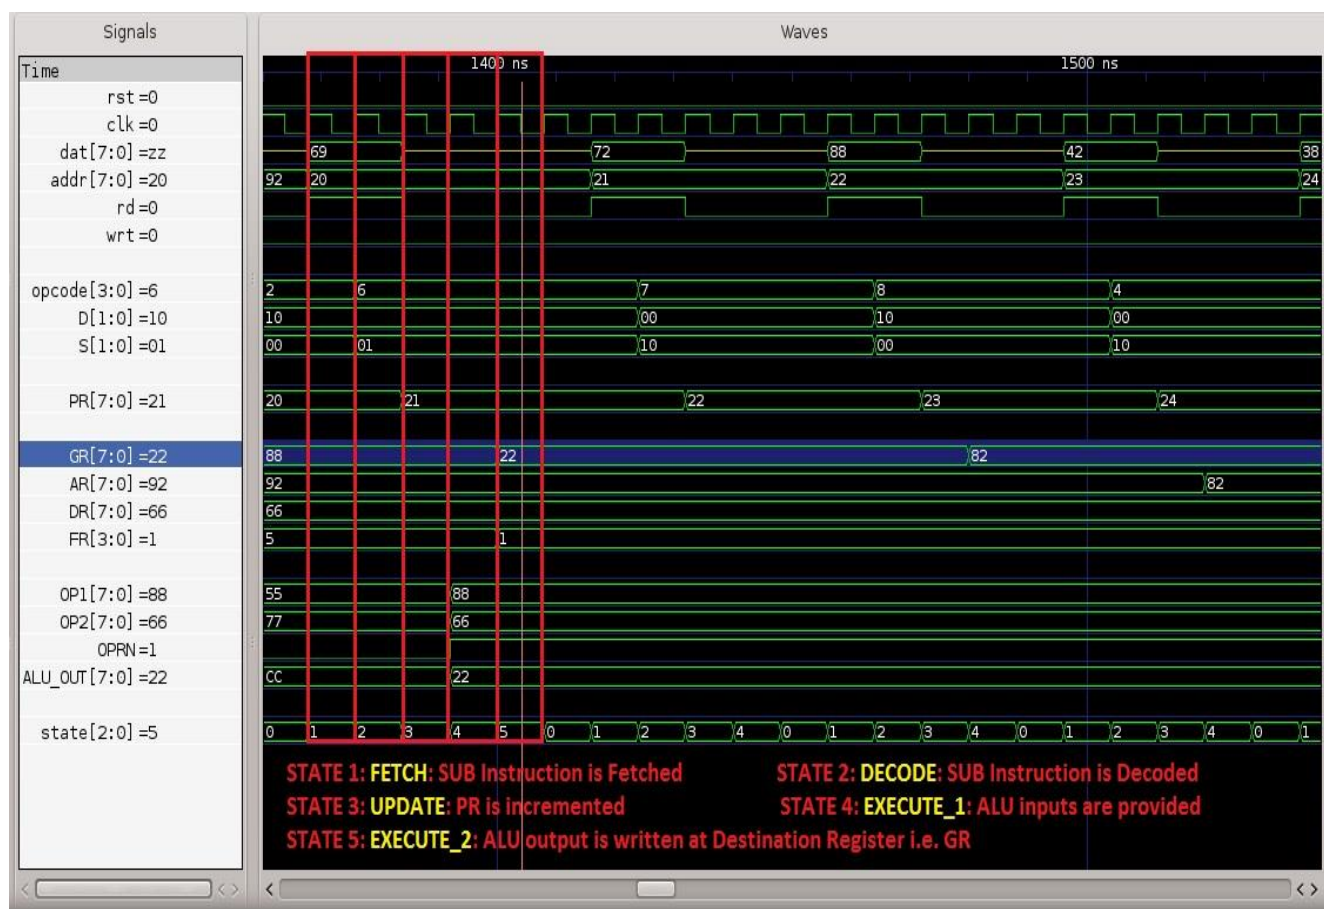 Signals Waves
Time 1400 ns 1500 ns
rst=0
clk=0
dat[7:0]=zz 69 72 88 42 38
addr[7:0]=20 92 20 21 22 23 24
rd=0
wrt=0
opcode[3:0]=6 2 6 7 8 4
D[1:0]=10 10 00 10 00
S[1:0]=01 00 01 10 00 10
PR[7:0]=21 20 21 22 23 24
GR[7:0]=22 88 22 82
AR[7:0]=92 92 82
DR[7:0]=66 66
FR[3:0]=1 5 1
OP1[7:0]=88 55 88
OP2[7:0]=66 77 66
OPRN=1
ALU_OUT[7:0]=22 CC 22
state[2:0]=5 0 1 2 3 4 5 0 1 2 3 4 0 1 2 3 4 0 1 2 3 4 0 1
STATE 1: FETCH: SUB Instruction is Fetched STATE 2: DECODE: SUB Instruction is Decoded
STATE 3: UPDATE: PR is incremented STATE 4: EXECUTE_1: ALU inputs are provided
STATE 5: EXECUTE_2: ALU output is written at Destination Register i.e. GR